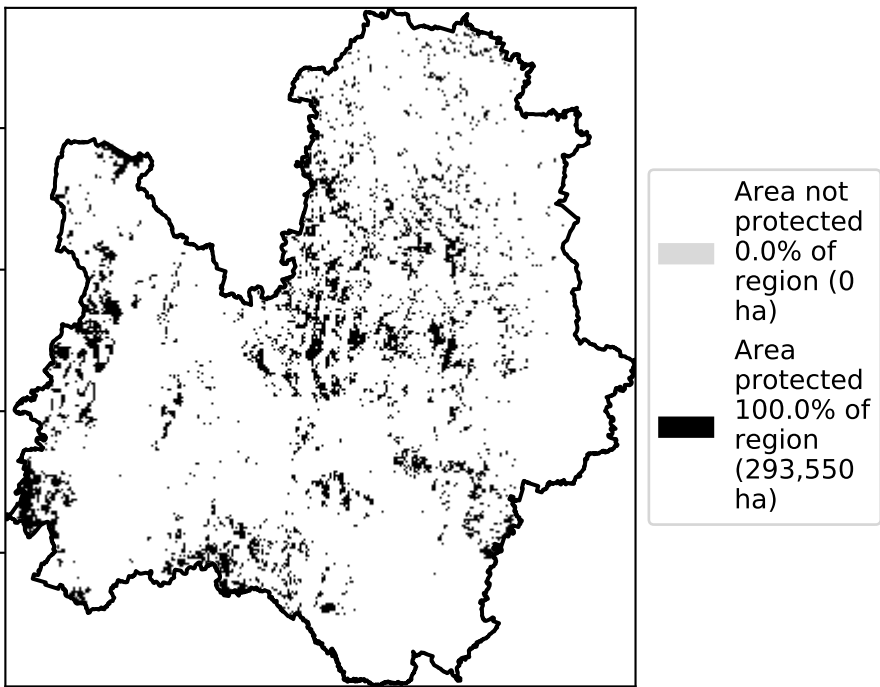 Area not
protected
0.0% of
region (0
ha)
Area
protected
100.0% of
region
(293,550
ha)